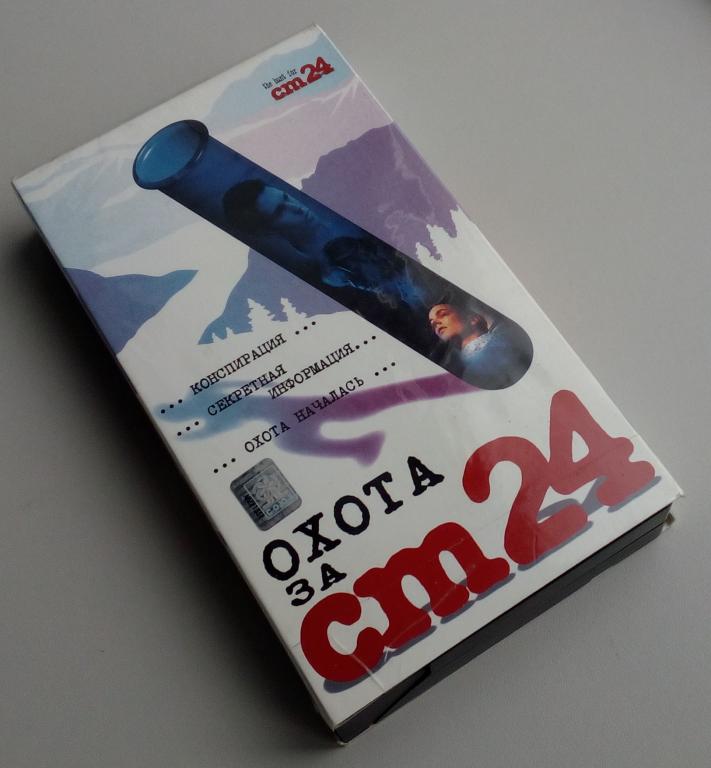 the hunt for
cm24
... КОНСПИРАЦИЯ ...
... СЕКРЕТНАЯ
ИНФОРМАЦИЯ...
... ОХОТА НАЧАЛАСЬ ...
ОХОТА
ЗА
cm24